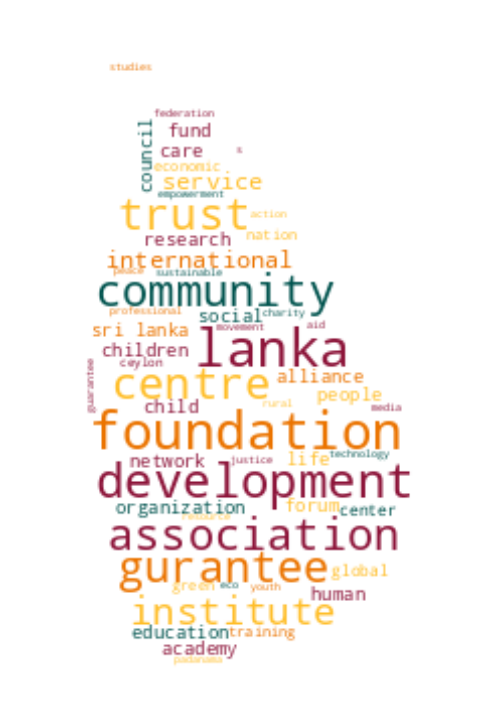 studies
federation
council
fund
care
s
economic
service
empowerment
trust
action
research
nation
international
peace
sustainable
community
professional
social
charity
sri lanka
movement
aid
lanka
children
ceylon
guarantee
centre
alliance
people
child
rural
media
foundation
network
justice
life
technology
development
organization
resource
forum
center
association
gurantee
global
green
eco
youth
human
institute
education
training
academy
padanama